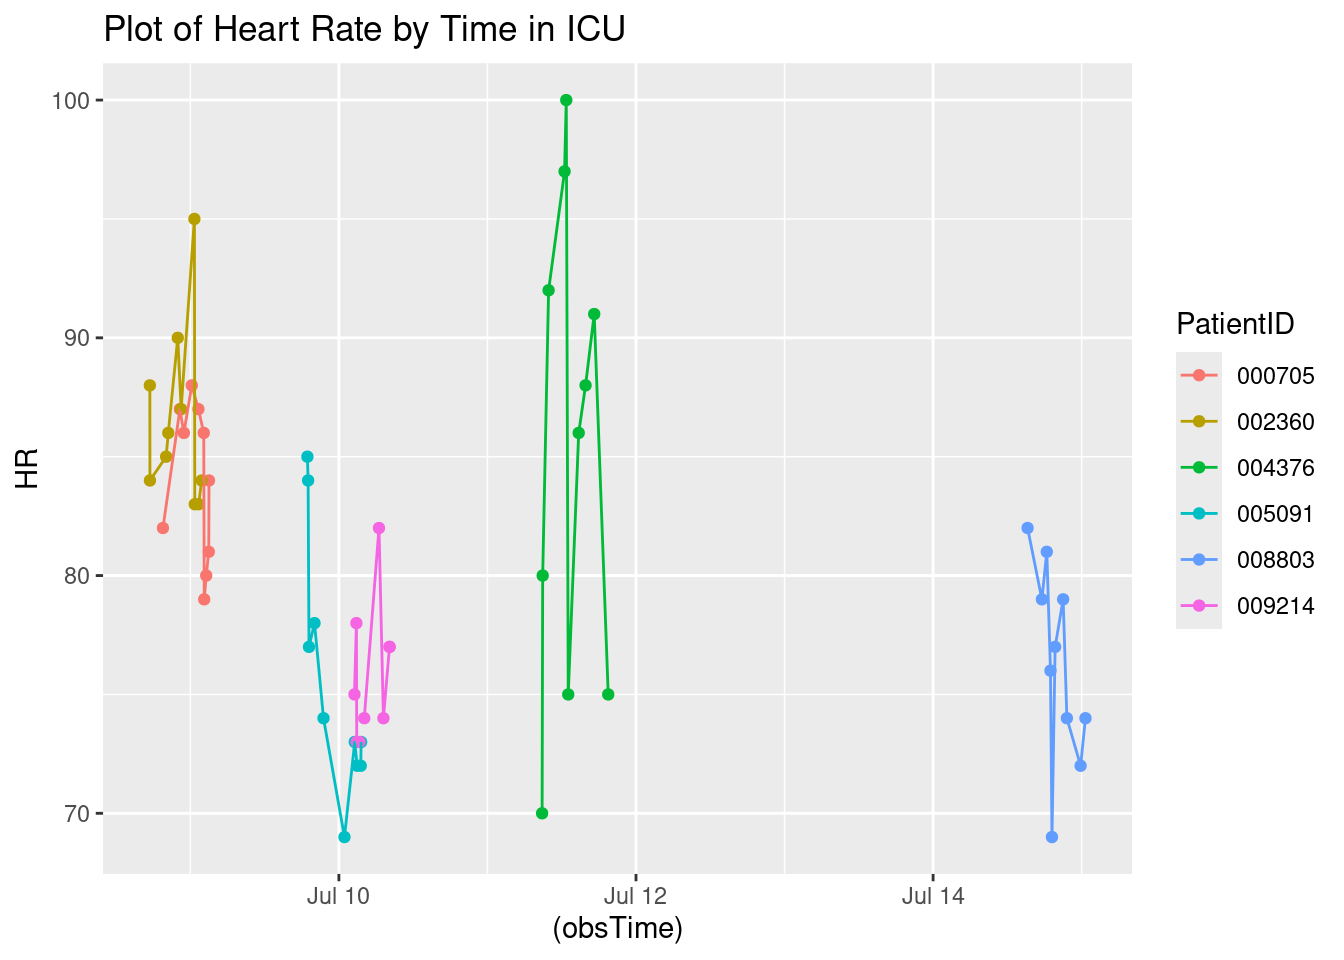 Plot of Heart Rate by Time in ICU
100
90
80
70
HR
Jul 10
Jul 12
Jul 14
(obsTime)
PatientID
000705
002360
004376
005091
008803
009214